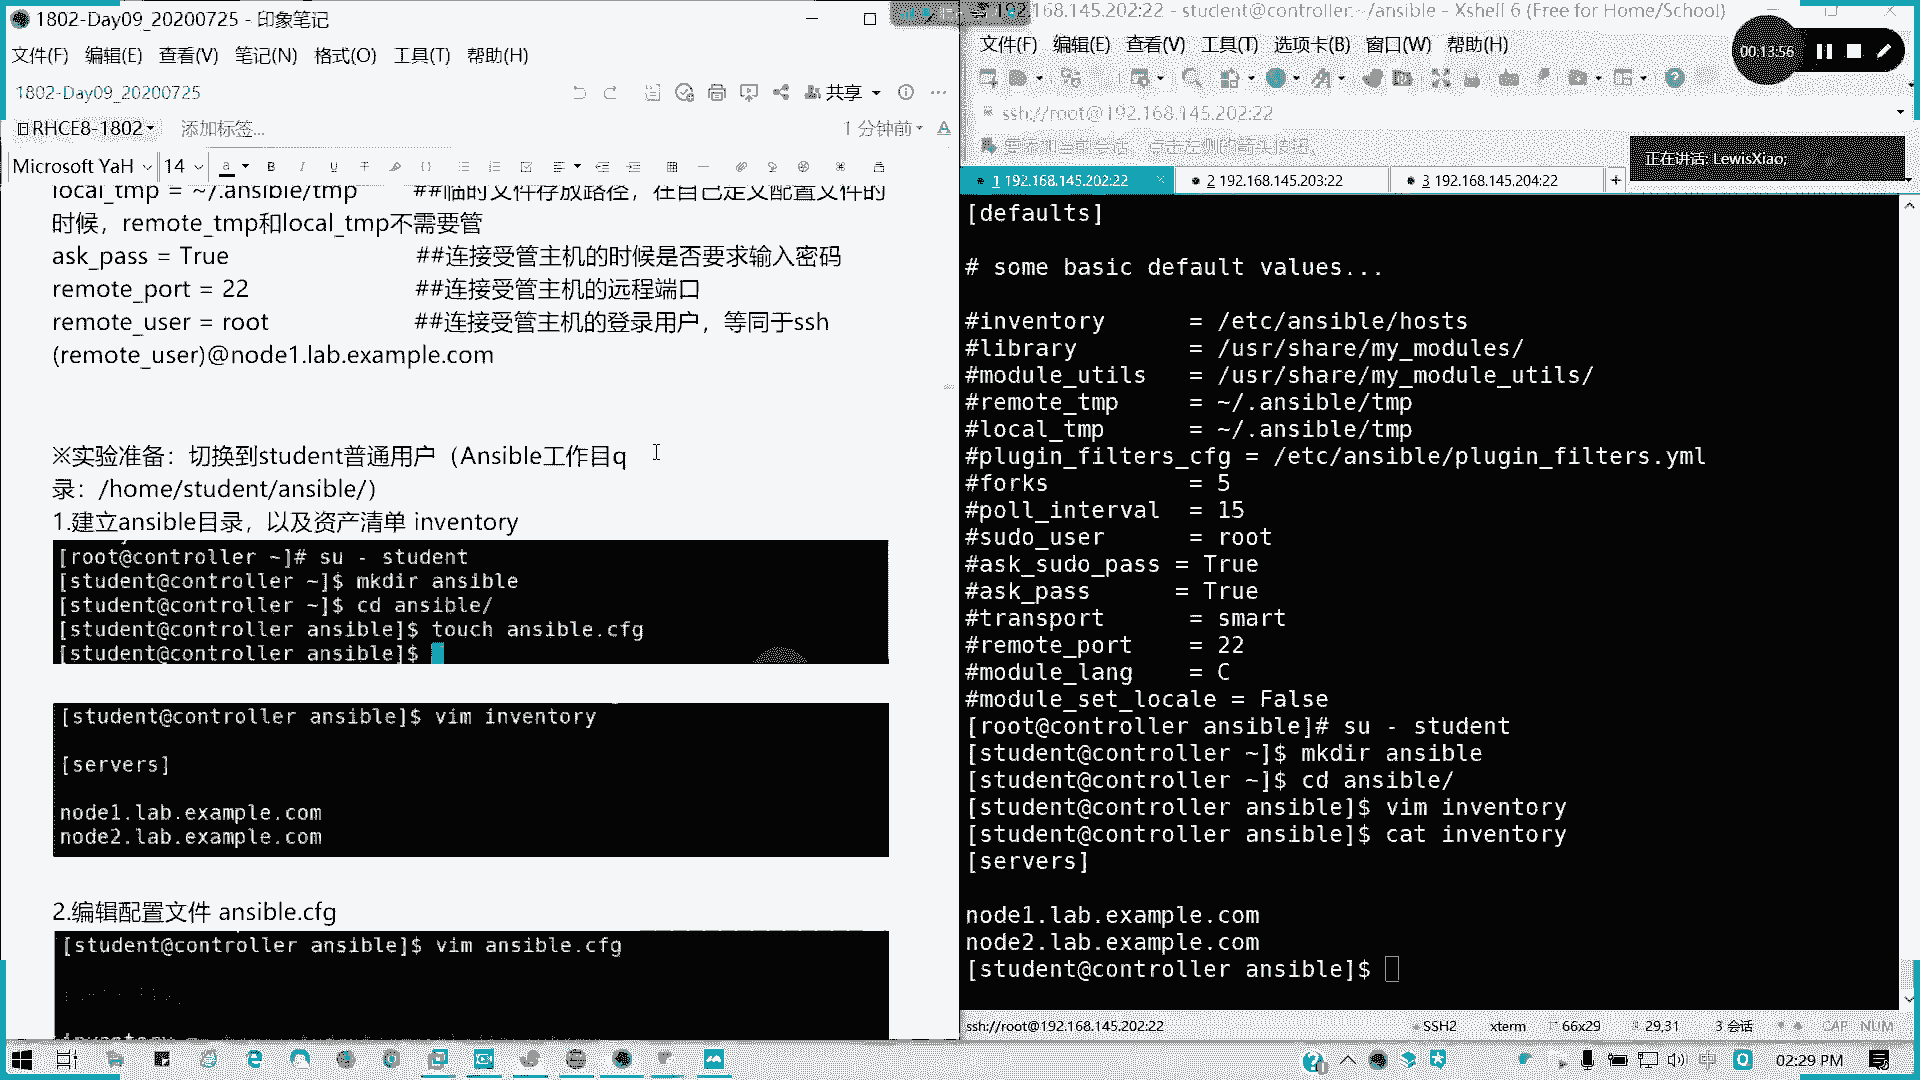 1802-Day09_20200725 - 印象笔记
文件(F) 编辑(E) 查看(V) 笔记(N) 格式(O) 工具(T) 帮助(H)
1802-Day09_20200725
共享
RHCE8-1802
添加标签...
1 分钟前
Microsoft YaH
14
local_tmp = ~/.ansible/tmp ##临时文件存放路径，在自己定义配置文件的
时候，remote_tmp和local_tmp不需要管
ask_pass = True ##连接受管主机的时候是否要求输入密码
remote_port = 22 ##连接受管主机的远程端口
remote_user = root ##连接受管主机的登录用户，等同于ssh
(remote_user)@node1.lab.example.com
※实验准备：切换到student普通用户（Ansible工作目q
录：/home/student/ansible/）
1.建立ansible目录，以及资产清单 inventory
[root@controller ~]# su - student
[student@controller ~]$ mkdir ansible
[student@controller ~]$ cd ansible/
[student@controller ansible]$ touch ansible.cfg
[student@controller ansible]$
[student@controller ansible]$ vim inventory
[servers]
node1.lab.example.com
node2.lab.example.com
2.编辑配置文件 ansible.cfg
[student@controller ansible]$ vim ansible.cfg
192.168.145.202:22 - student@controller:~/ansible - Xshell 6 (Free for Home/School)
文件(F) 编辑(E) 查看(V) 工具(T) 选项卡(B) 窗口(W) 帮助(H)
00:13:56
ssh://root@192.168.145.202:22
要添加当前会话，点击左侧的箭头按钮。
正在讲话: LewisXiao;
1 192.168.145.202:22
2 192.168.145.203:22
3 192.168.145.204:22
[defaults]
# some basic default values...
#inventory = /etc/ansible/hosts
#library = /usr/share/my_modules/
#module_utils = /usr/share/my_module_utils/
#remote_tmp = ~/.ansible/tmp
#local_tmp = ~/.ansible/tmp
#plugin_filters_cfg = /etc/ansible/plugin_filters.yml
#forks = 5
#poll_interval = 15
#sudo_user = root
#ask_sudo_pass = True
#ask_pass = True
#transport = smart
#remote_port = 22
#module_lang = C
#module_set_locale = False
[root@controller ansible]# su - student
[student@controller ~]$ mkdir ansible
[student@controller ~]$ cd ansible/
[student@controller ansible]$ vim inventory
[student@controller ansible]$ cat inventory
[servers]
node1.lab.example.com
node2.lab.example.com
[student@controller ansible]$
ssh://root@192.168.145.202:22
SSH2
xterm
66x29
29,31
3 会话
CAP NUM
02:29 PM